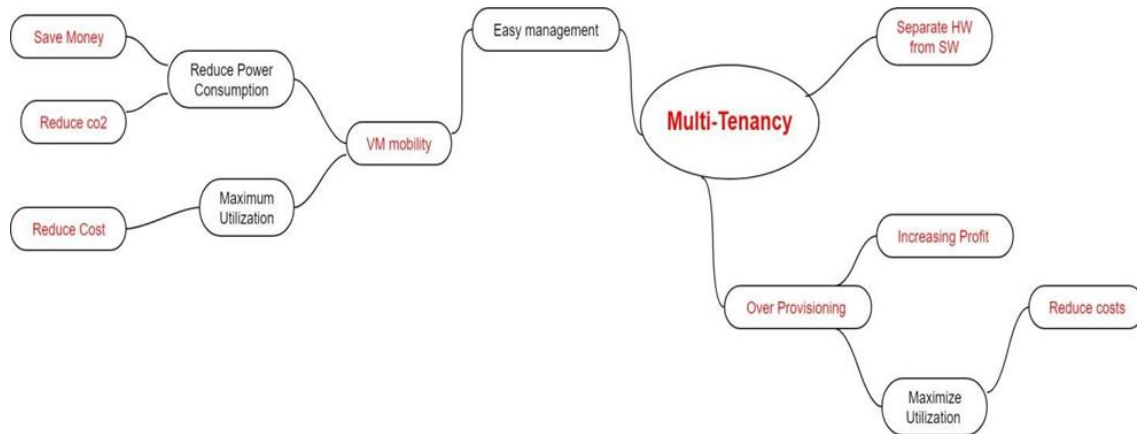 Save Money
Reduce Power
Consumption
Reduce co2
Maximum
Utilization
Reduce Cost
VM mobility
Easy management
Multi-Tenancy
Separate HW
from SW
Over Provisioning
Increasing Profit
Maximize
Utilization
Reduce costs